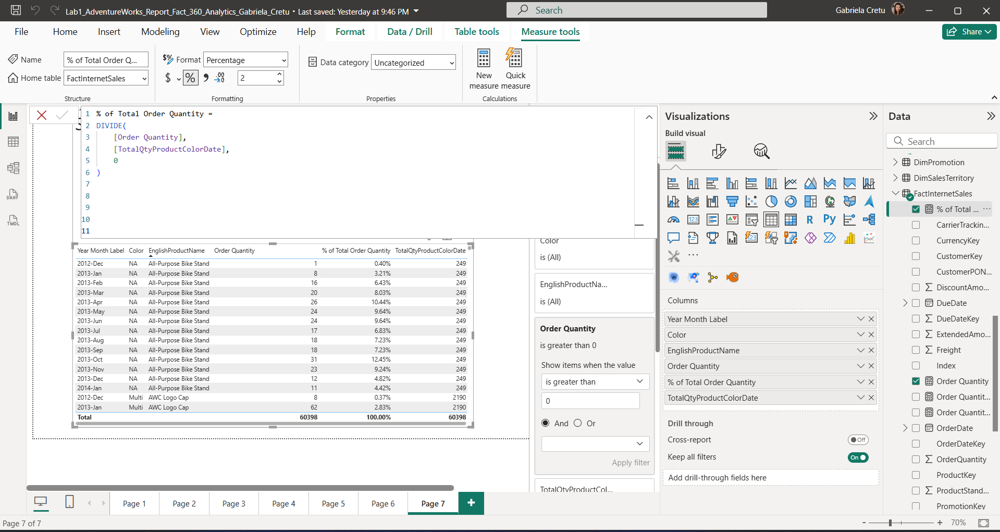 Lab1_AdventureWorks_Report_Fact_360_Analytics_Gabriela_Cretu • Last saved: Yesterday at 9:46 PM
Search
Gabriela Cretu
File Home Insert Modeling View Optimize Help Format Data / Drill Table tools Measure tools
Share
Name % of Total Order Q...
Home table FactInternetSales
Structure
$% Format Percentage
$ % 9 .00 →.0 2
Formatting
Data category Uncategorized
Properties
New measure
Quick measure
Calculations
1 % of Total Order Quantity =
2 DIVIDE(
3 [Order Quantity],
4 [TotalQtyProductColorDate],
5 0
6 )
7
8
9
10
11
DAX
TMDL
Year Month Label Color EnglishProductName Order Quantity % of Total Order Quantity TotalQtyProductColorDate
2012-Dec NA All-Purpose Bike Stand 1 0.40% 249
2013-Jan NA All-Purpose Bike Stand 8 3.21% 249
2013-Feb NA All-Purpose Bike Stand 16 6.43% 249
2013-Mar NA All-Purpose Bike Stand 20 8.03% 249
2013-Apr NA All-Purpose Bike Stand 26 10.44% 249
2013-May NA All-Purpose Bike Stand 24 9.64% 249
2013-Jun NA All-Purpose Bike Stand 24 9.64% 249
2013-Jul NA All-Purpose Bike Stand 17 6.83% 249
2013-Aug NA All-Purpose Bike Stand 18 7.23% 249
2013-Sep NA All-Purpose Bike Stand 18 7.23% 249
2013-Oct NA All-Purpose Bike Stand 31 12.45% 249
2013-Nov NA All-Purpose Bike Stand 23 9.24% 249
2013-Dec NA All-Purpose Bike Stand 12 4.82% 249
2014-Jan NA All-Purpose Bike Stand 11 4.42% 249
2012-Dec Multi AWC Logo Cap 8 0.37% 2190
2013-Jan Multi AWC Logo Cap 62 2.83% 2190
Total 60398 100.00% 60398
Color
is (All)
EnglishProductNa...
is (All)
Order Quantity
is greater than 0
Show items when the value
is greater than
0
And Or
Apply filter
TotalQtyProductCol...
Visualizations
Build visual
123
R
Py
123
...
Columns
Year Month Label
Color
EnglishProductName
Order Quantity
% of Total Order Quantity
TotalQtyProductColorDate
Drill through
Cross-report Off
Keep all filters On
Add drill-through fields here
Data
Search
DimPromotion
DimSalesTerritory
FactInternetSales
% of Total ... ...
CarrierTrackin...
CurrencyKey
CustomerKey
CustomerPON...
DiscountAmo...
DueDate
DueDateKey
ExtendedAmo...
Freight
Index
Order Quantity
Order Quantit...
Order Quantit...
OrderDate
OrderDateKey
OrderQuantity
ProductKey
ProductStand...
PromotionKey
Page 1 Page 2 Page 3 Page 4 Page 5 Page 6 Page 7 +
Page 7 of 7
- + 70%